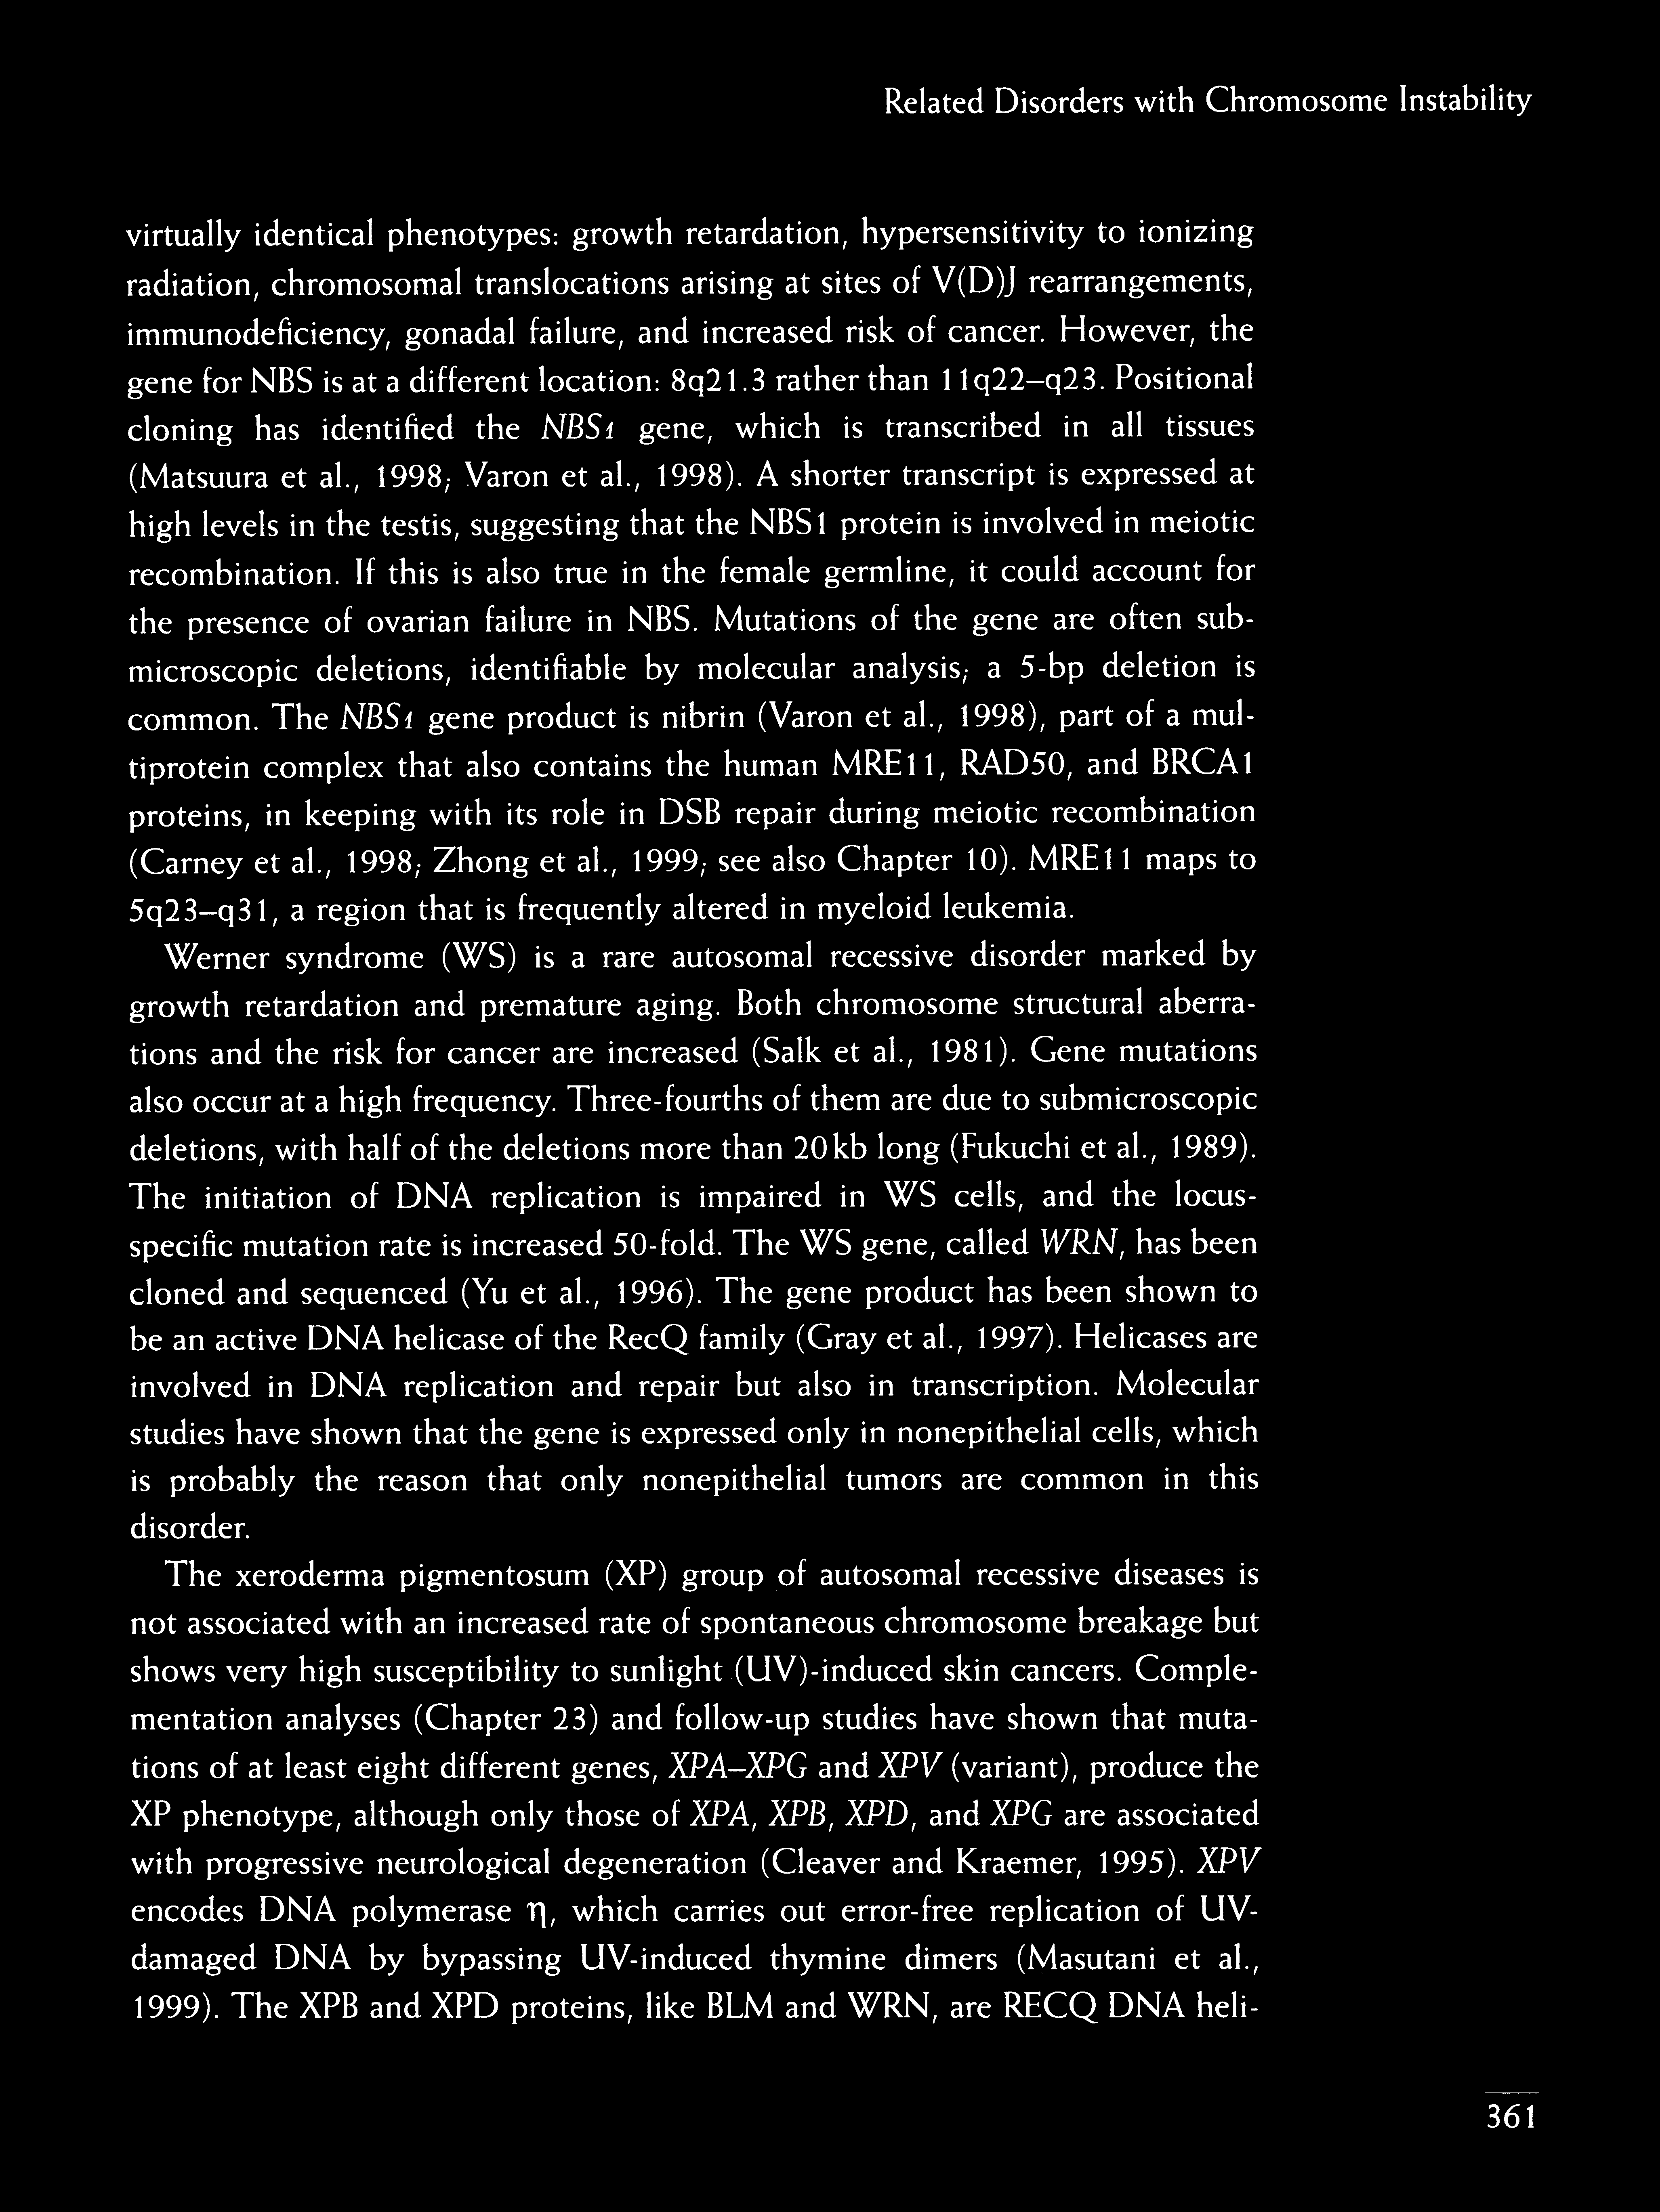 Related Disorders with Chromosome Instability
virtually identical phenotypes: growth retardation, hypersensitivity to ionizing
radiation, chromosomal translocations arising at sites of V(D)J rearrangements,
immunodeficiency, gonadal failure, and increased risk of cancer. However, the
gene for NBS is at a different location: 8q21.3 rather than 11q22–q23. Positional
cloning has identified the NBS1 gene, which is transcribed in all tissues
(Matsuura et al., 1998; Varon et al., 1998). A shorter transcript is expressed at
high levels in the testis, suggesting that the NBS1 protein is involved in meiotic
recombination. If this is also true in the female germline, it could account for
the presence of ovarian failure in NBS. Mutations of the gene are often sub-
microscopic deletions, identifiable by molecular analysis; a 5-bp deletion is
common. The NBS1 gene product is nibrin (Varon et al., 1998), part of a mul-
tiprotein complex that also contains the human MRE11, RAD50, and BRCA1
proteins, in keeping with its role in DSB repair during meiotic recombination
(Carney et al., 1998; Zhong et al., 1999; see also Chapter 10). MRE11 maps to
5q23–q31, a region that is frequently altered in myeloid leukemia.
Werner syndrome (WS) is a rare autosomal recessive disorder marked by
growth retardation and premature aging. Both chromosome structural aberra-
tions and the risk for cancer are increased (Salk et al., 1981). Gene mutations
also occur at a high frequency. Three-fourths of them are due to submicroscopic
deletions, with half of the deletions more than 20 kb long (Fukuchi et al., 1989).
The initiation of DNA replication is impaired in WS cells, and the locus-
specific mutation rate is increased 50-fold. The WS gene, called WRN, has been
cloned and sequenced (Yu et al., 1996). The gene product has been shown to
be an active DNA helicase of the RecQ family (Gray et al., 1997). Helicases are
involved in DNA replication and repair but also in transcription. Molecular
studies have shown that the gene is expressed only in nonepithelial cells, which
is probably the reason that only nonepithelial tumors are common in this
disorder.
The xeroderma pigmentosum (XP) group of autosomal recessive diseases is
not associated with an increased rate of spontaneous chromosome breakage but
shows very high susceptibility to sunlight (UV)-induced skin cancers. Comple-
mentation analyses (Chapter 23) and follow-up studies have shown that muta-
tions of at least eight different genes, XPA–XPG and XPV (variant), produce the
XP phenotype, although only those of XPA, XPB, XPD, and XPG are associated
with progressive neurological degeneration (Cleaver and Kraemer, 1995). XPV
encodes DNA polymerase η, which carries out error-free replication of UV-
damaged DNA by bypassing UV-induced thymine dimers (Masutani et al.,
1999). The XPB and XPD proteins, like BLM and WRN, are RECQ DNA heli-
361